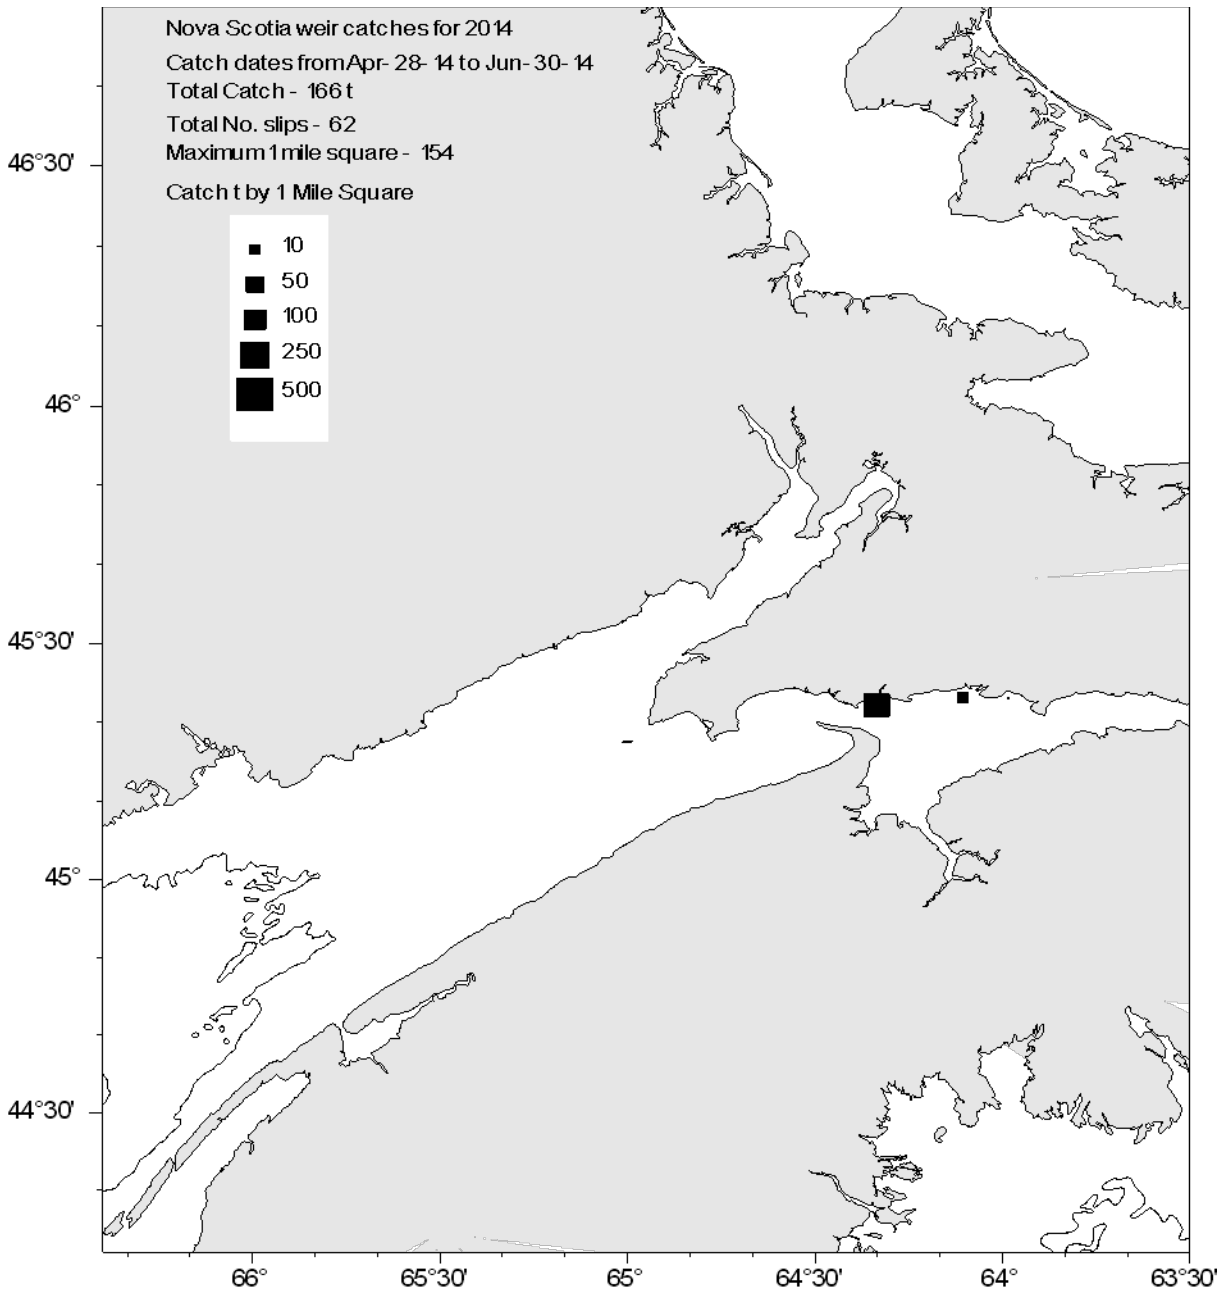 Nova Scotia weir catches for 2014
Catch dates from Apr-28-14 to Jun-30-14
Total Catch - 166 t
Total No. slips - 62
Maximum 1 mile square - 154
Catch t by 1 Mile Square
10
50
100
250
500
46°30'
46°
45°30'
45°
44°30'
66°
65°30'
65°
64°30'
64°
63°30'